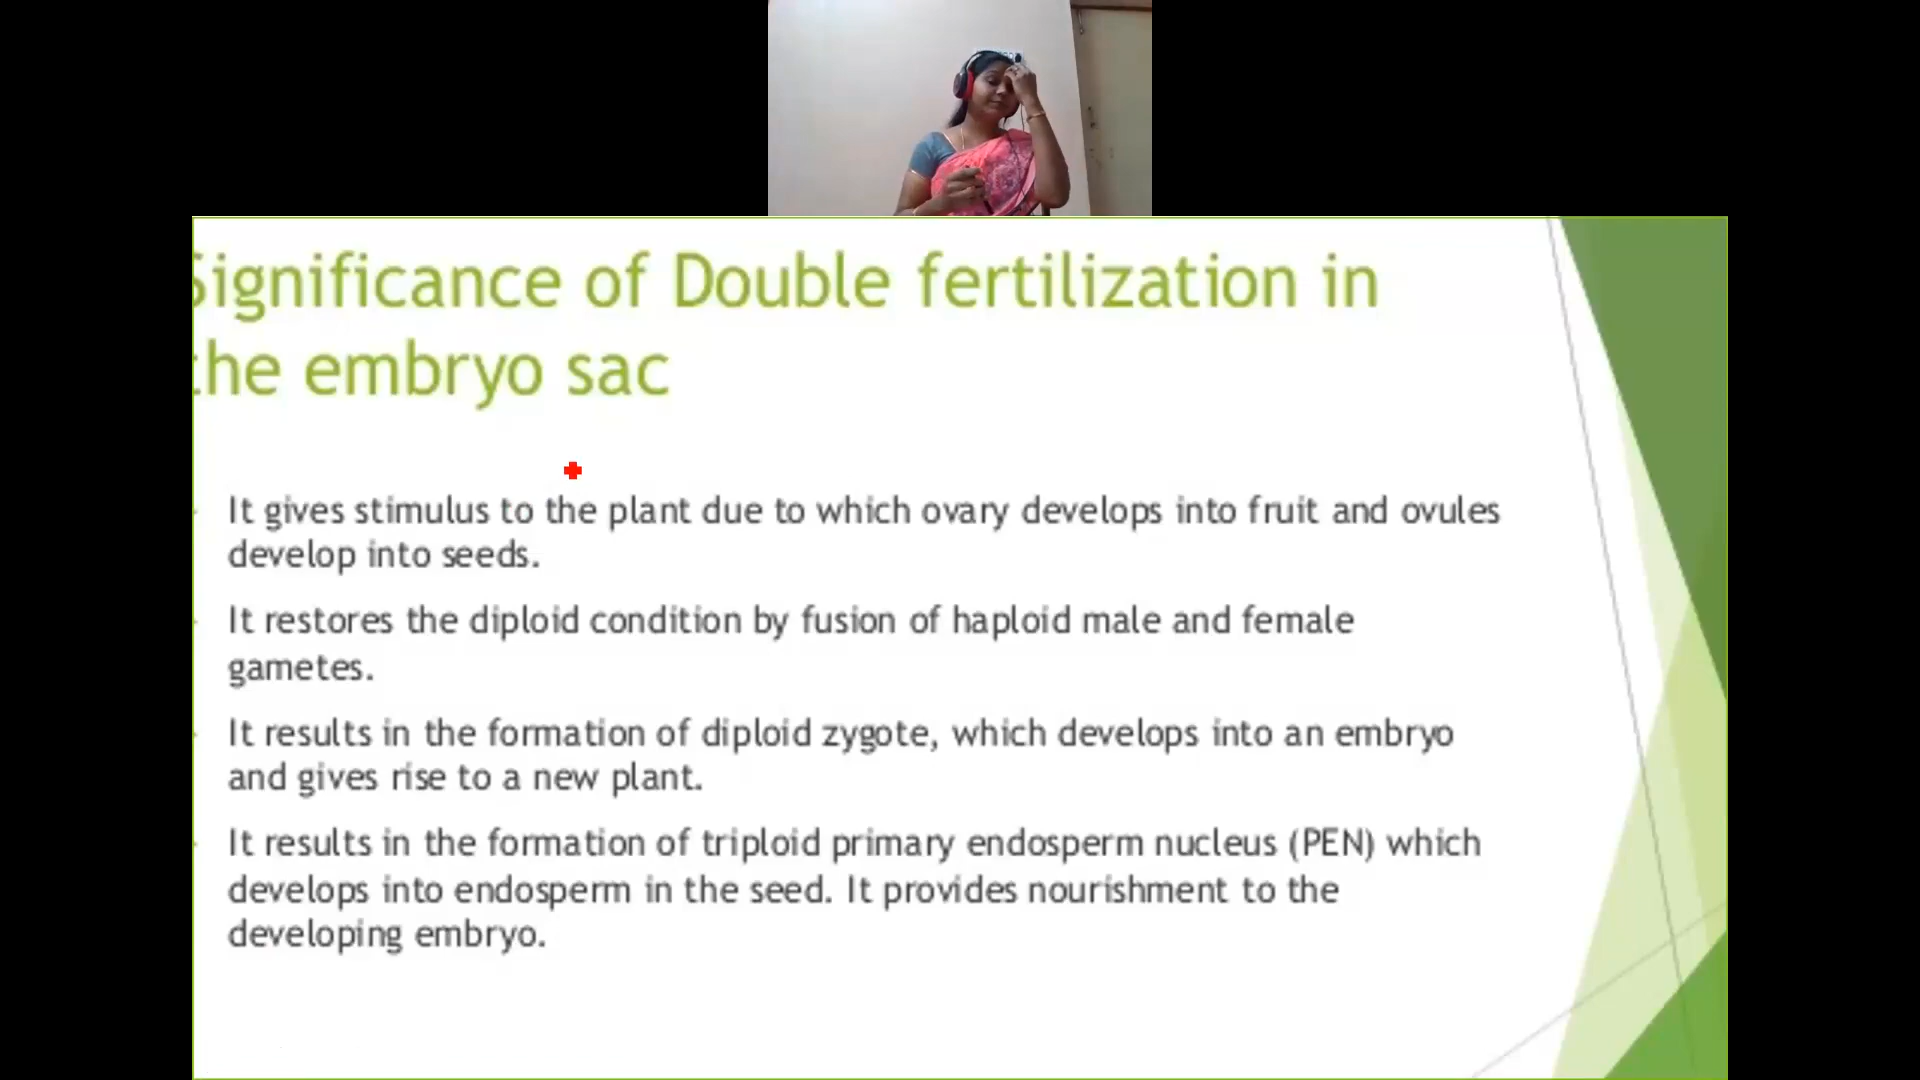 Significance of Double fertilization in
the embryo sac
It gives stimulus to the plant due to which ovary develops into fruit and ovules
develop into seeds.
It restores the diploid condition by fusion of haploid male and female
gametes.
It results in the formation of diploid zygote, which develops into an embryo
and gives rise to a new plant.
It results in the formation of triploid primary endosperm nucleus (PEN) which
develops into endosperm in the seed. It provides nourishment to the
developing embryo.